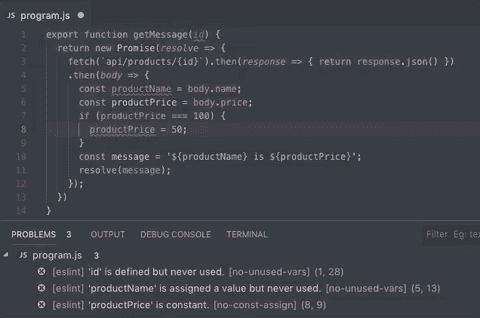 JS program.js
1 export function getMessage(id) {
2 return new Promise(resolve => {
3 fetch(`api/products/{id}`).then(response => { return response.json() })
4 .then(body => {
5 const productName = body.name;
6 const productPrice = body.price;
7 if (productPrice === 100) {
8 productPrice = 50;
9 }
10 const message = '${productName} is ${productPrice}';
11 resolve(message);
12 });
13 })
14 }
PROBLEMS 3 OUTPUT DEBUG CONSOLE TERMINAL Filter. Eg: te
JS program.js 3
[eslint] 'id' is defined but never used. [no-unused-vars] (1, 28)
[eslint] 'productName' is assigned a value but never used. [no-unused-vars] (5, 13)
[eslint] 'productPrice' is constant. [no-const-assign] (8, 9)